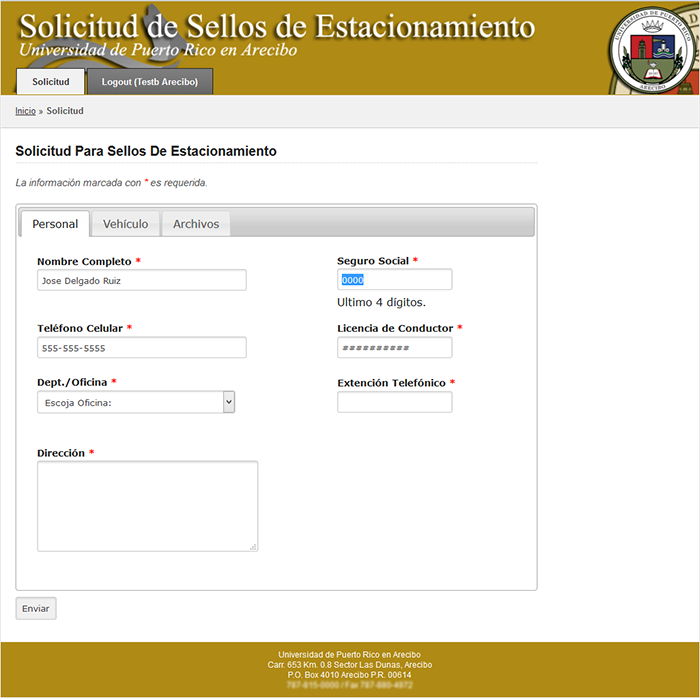 Solicitud de Sellos de Estacionamiento
Universidad de Puerto Rico en Arecibo
UNIVERSIDAD DE PUERTO RICO
ARECIBO
Solicitud
Logout (Testb Arecibo)
Inicio » Solicitud
Solicitud Para Sellos De Estacionamiento
La información marcada con * es requerida.
Personal
Vehículo
Archivos
Nombre Completo *
Seguro Social *
Jose Delgado Ruiz
0000
Ultimo 4 dígitos.
Teléfono Celular *
Licencia de Conductor *
555-555-5555
##########
Dept./Oficina *
Extención Telefónico *
Escoja Oficina:
Dirección *
Enviar
Universidad de Puerto Rico en Arecibo
Carr. 653 Km. 0.8 Sector Las Dunas, Arecibo
P.O. Box 4010 Arecibo P.R. 00614
787-815-0000 / Fax 787-880-4972